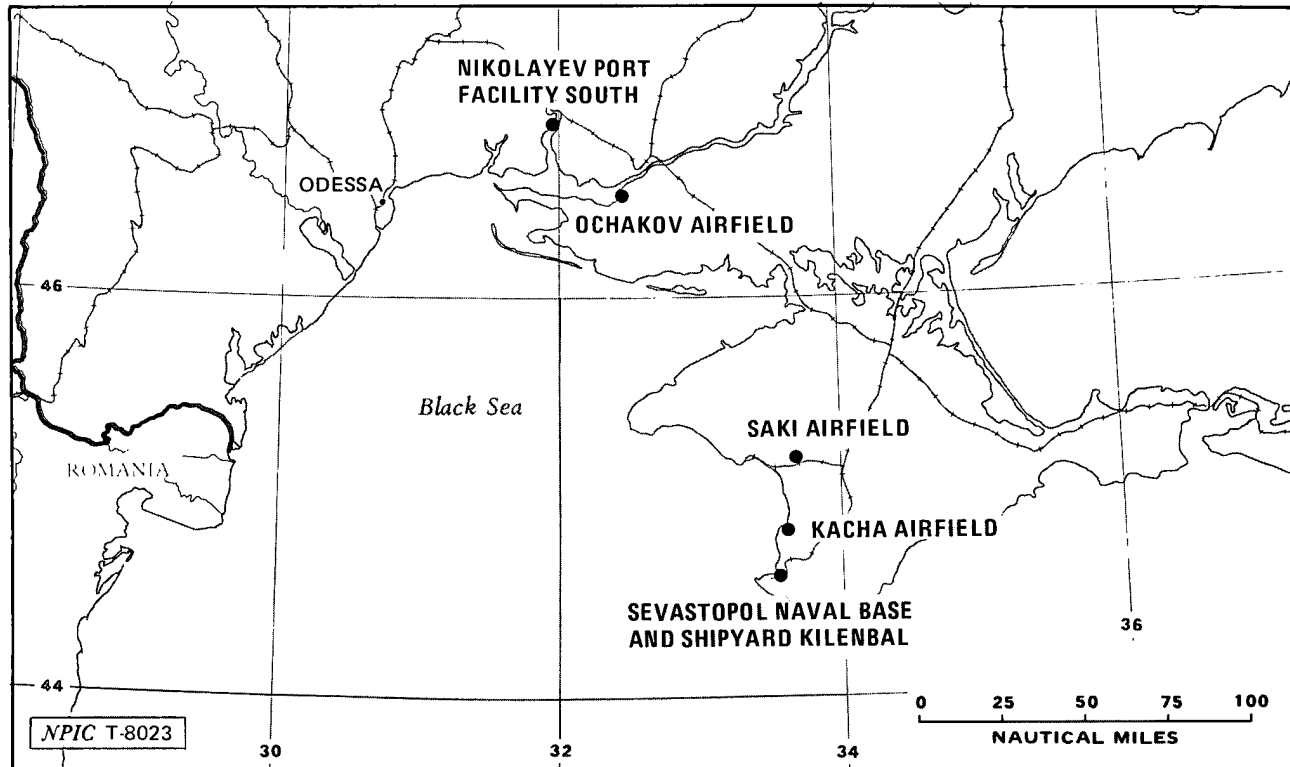 NIKOLAYEV PORT
FACILITY SOUTH
ODESSA
OCHAKOV AIRFIELD
46
Black Sea
SAKI AIRFIELD
ROMANIA
KACHA AIRFIELD
SEVASTOPOL NAVAL BASE
AND SHIPYARD KILENBAL
36
44
0 25 50 75 100
NAUTICAL MILES
NPIC T-8023
30
32
34